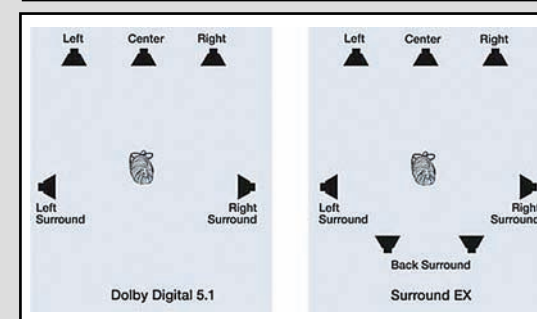 Left Center Right
Left
Surround
Right
Surround
Dolby Digital 5.1
Left Center Right
Left
Surround
Right
Surround
Back Surround
Surround EX